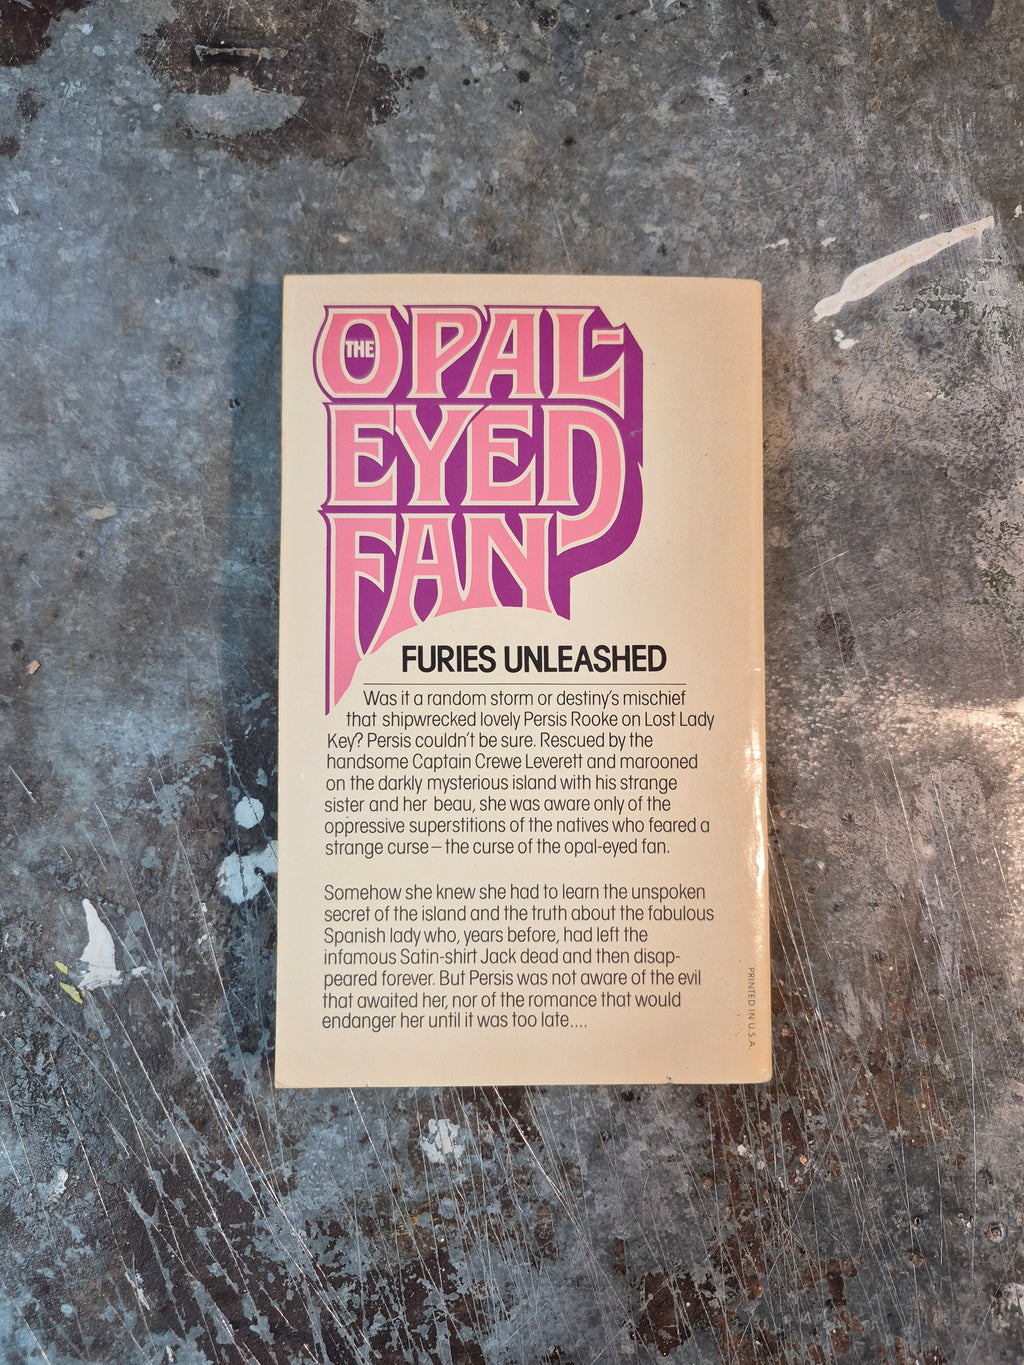 THE OPAL-
EYED
FAN
FURIES UNLEASHED
Was it a random storm or destiny's mischief
that shipwrecked lovely Persis Rooke on Lost Lady
Key? Persis couldn't be sure. Rescued by the
handsome Captain Crewe Leverett and marooned
on the darkly mysterious island with his strange
sister and her beau, she was aware only of the
oppressive superstitions of the natives who feared a
strange curse—the curse of the opal-eyed fan.
Somehow she knew she had to learn the unspoken
secret of the island and the truth about the fabulous
Spanish lady who, years before, had left the
infamous Satin-shirt Jack dead and then disap-
peared forever. But Persis was not aware of the evil
that awaited her, nor of the romance that would
endanger her until it was too late....
PRINTED IN U.S.A.